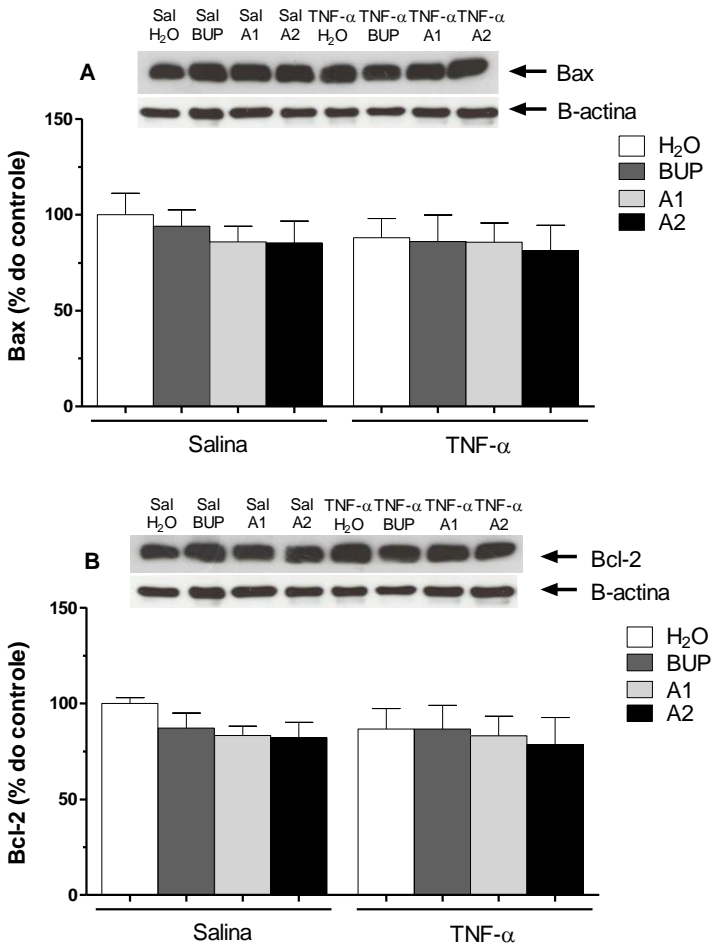 Sal Sal Sal Sal TNF-α TNF-α TNF-α TNF-α
H₂O BUP A1 A2 H₂O BUP A1 A2
A
Bax
B-actina
150
100
50
0
Bax (% do controle)
H₂O
BUP
A1
A2
Salina TNF-α
Sal Sal Sal Sal TNF-α TNF-α TNF-α TNF-α
H₂O BUP A1 A2 H₂O BUP A1 A2
B
Bcl-2
B-actina
150
100
50
0
Bcl-2 (% do controle)
H₂O
BUP
A1
A2
Salina TNF-α